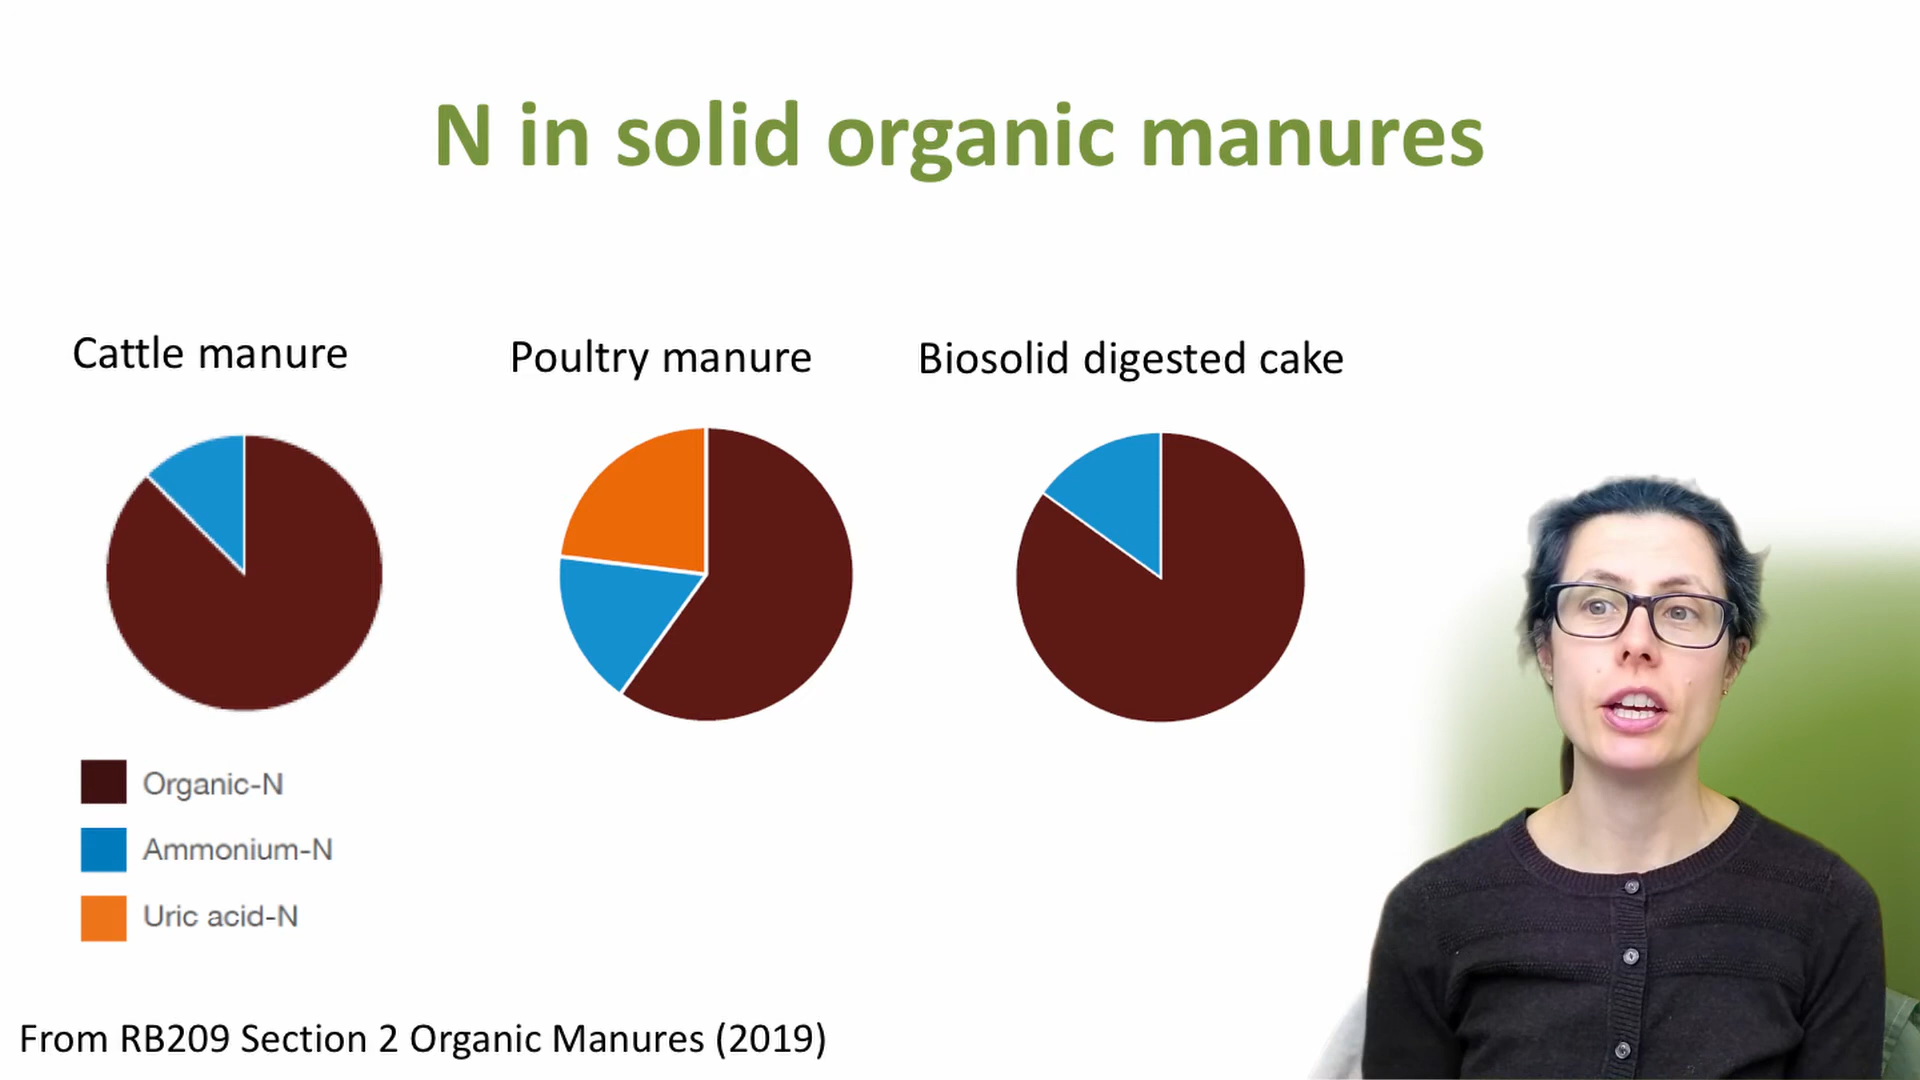 N in solid organic manures
Cattle manure
Poultry manure
Biosolid digested cake
Organic-N
Ammonium-N
Uric acid-N
From RB209 Section 2 Organic Manures (2019)